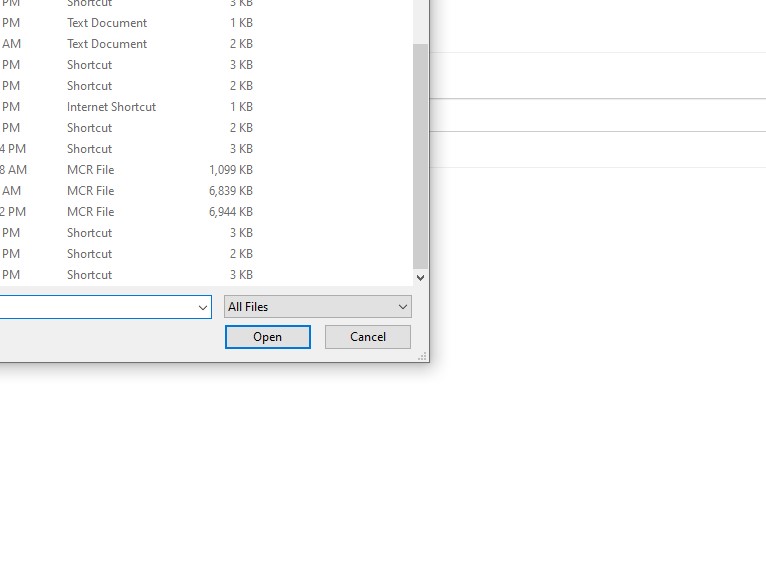 PM Shortcut 3 KB
PM Text Document 1 KB
AM Text Document 2 KB
PM Shortcut 3 KB
PM Shortcut 2 KB
PM Internet Shortcut 1 KB
PM Shortcut 2 KB
4 PM Shortcut 3 KB
8 AM MCR File 1,099 KB
AM MCR File 6,839 KB
2 PM MCR File 6,944 KB
PM Shortcut 3 KB
PM Shortcut 2 KB
PM Shortcut 3 KB
All Files
Open Cancel